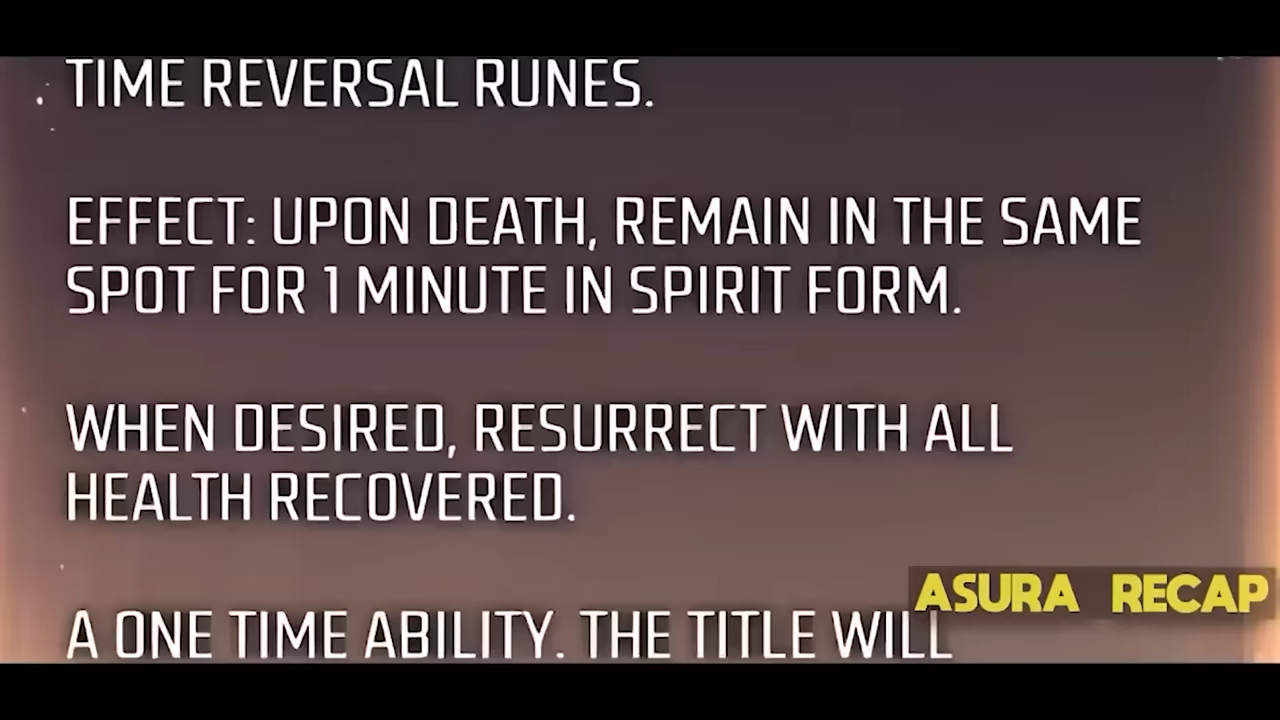 TIME REVERSAL RUNES.
EFFECT: UPON DEATH, REMAIN IN THE SAME
SPOT FOR 1 MINUTE IN SPIRIT FORM.
WHEN DESIRED, RESURRECT WITH ALL
HEALTH RECOVERED.
ASURA RECAP
A ONE TIME ABILITY. THE TITLE WILL